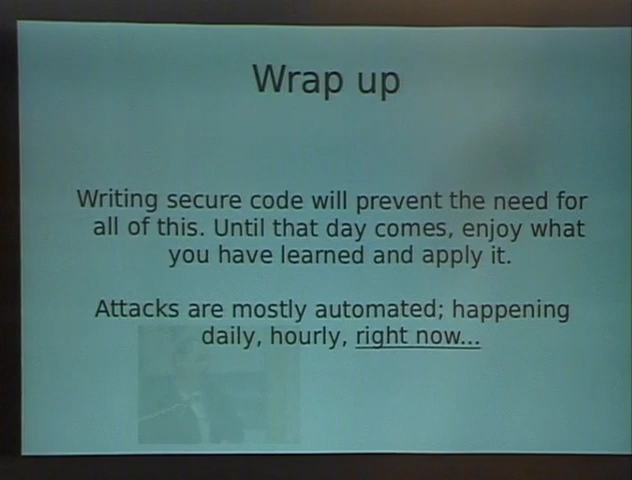 Wrap up
Writing secure code will prevent the need for
all of this. Until that day comes, enjoy what
you have learned and apply it.
Attacks are mostly automated; happening
daily, hourly, right now...